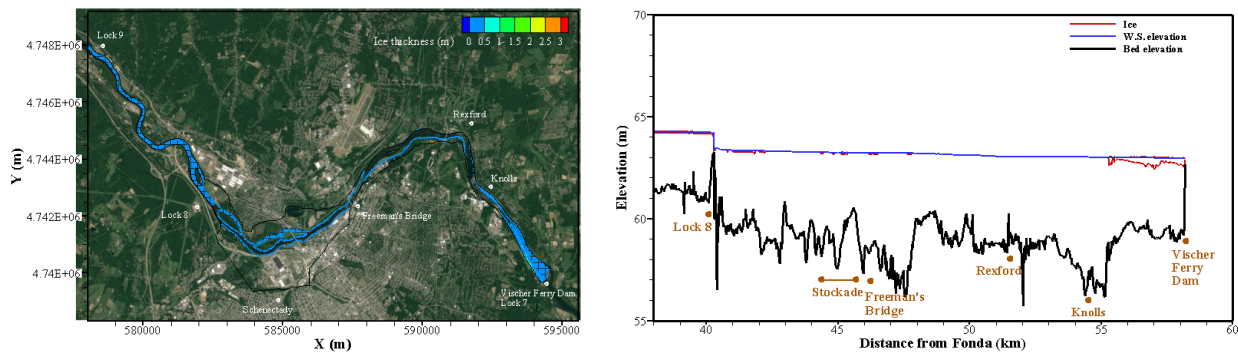 Ice thickness (m)
0 0.5 1 1.5 2 2.5 3
Lock 9
Rexford
Knolls
Lock 8
Freeman's Bridge
Vischer Ferry Dam
Lock 7
Schenectady
4.748E+06
4.746E+06
4.744E+06
4.742E+06
4.74E+06
Y (m)
580000 585000 590000 595000
X (m)
70
65
60
55
Elevation (m)
Ice
W.S. elevation
Bed elevation
Lock 8
Stockade
Freeman's
Bridge
Rexford
Knolls
Vischer
Ferry
Dam
40 45 50 55 60
Distance from Fonda (km)